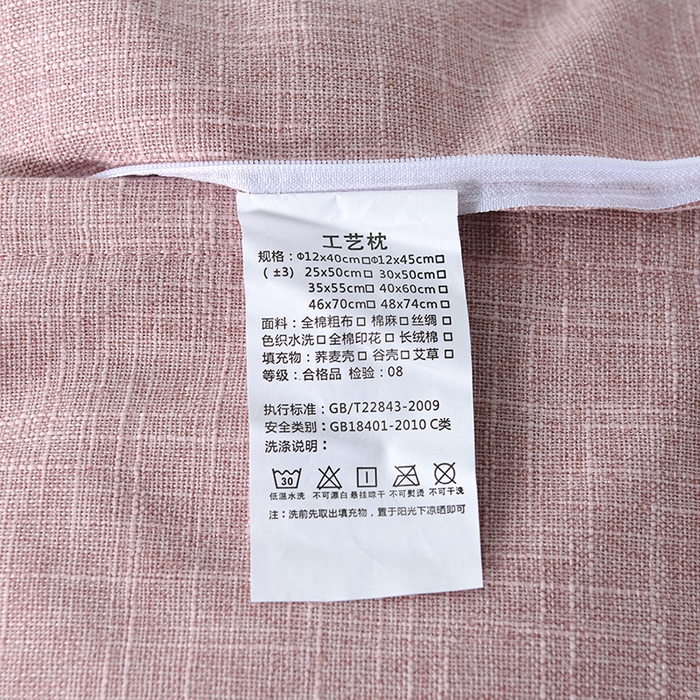 工艺枕
规格：Φ12x40cm□Φ12x45cm□
(±3) 25x50cm□ 30x50cm□
35x55cm□ 40x60cm□
46x70cm□ 48x74cm□
面料：全棉粗布□ 棉麻□丝绸□
色织水洗□全棉印花□ 长绒棉□
填充物：荞麦壳□ 谷壳□艾草□
等级：合格品 检验：08
执行标准：GB/T22843-2009
安全类别：GB18401-2010 C类
洗涤说明：
30
低温水洗 不可漂白 悬挂晾干 不可熨烫 不可干洗
注：洗前先取出填充物，置于阳光下凉晒即可